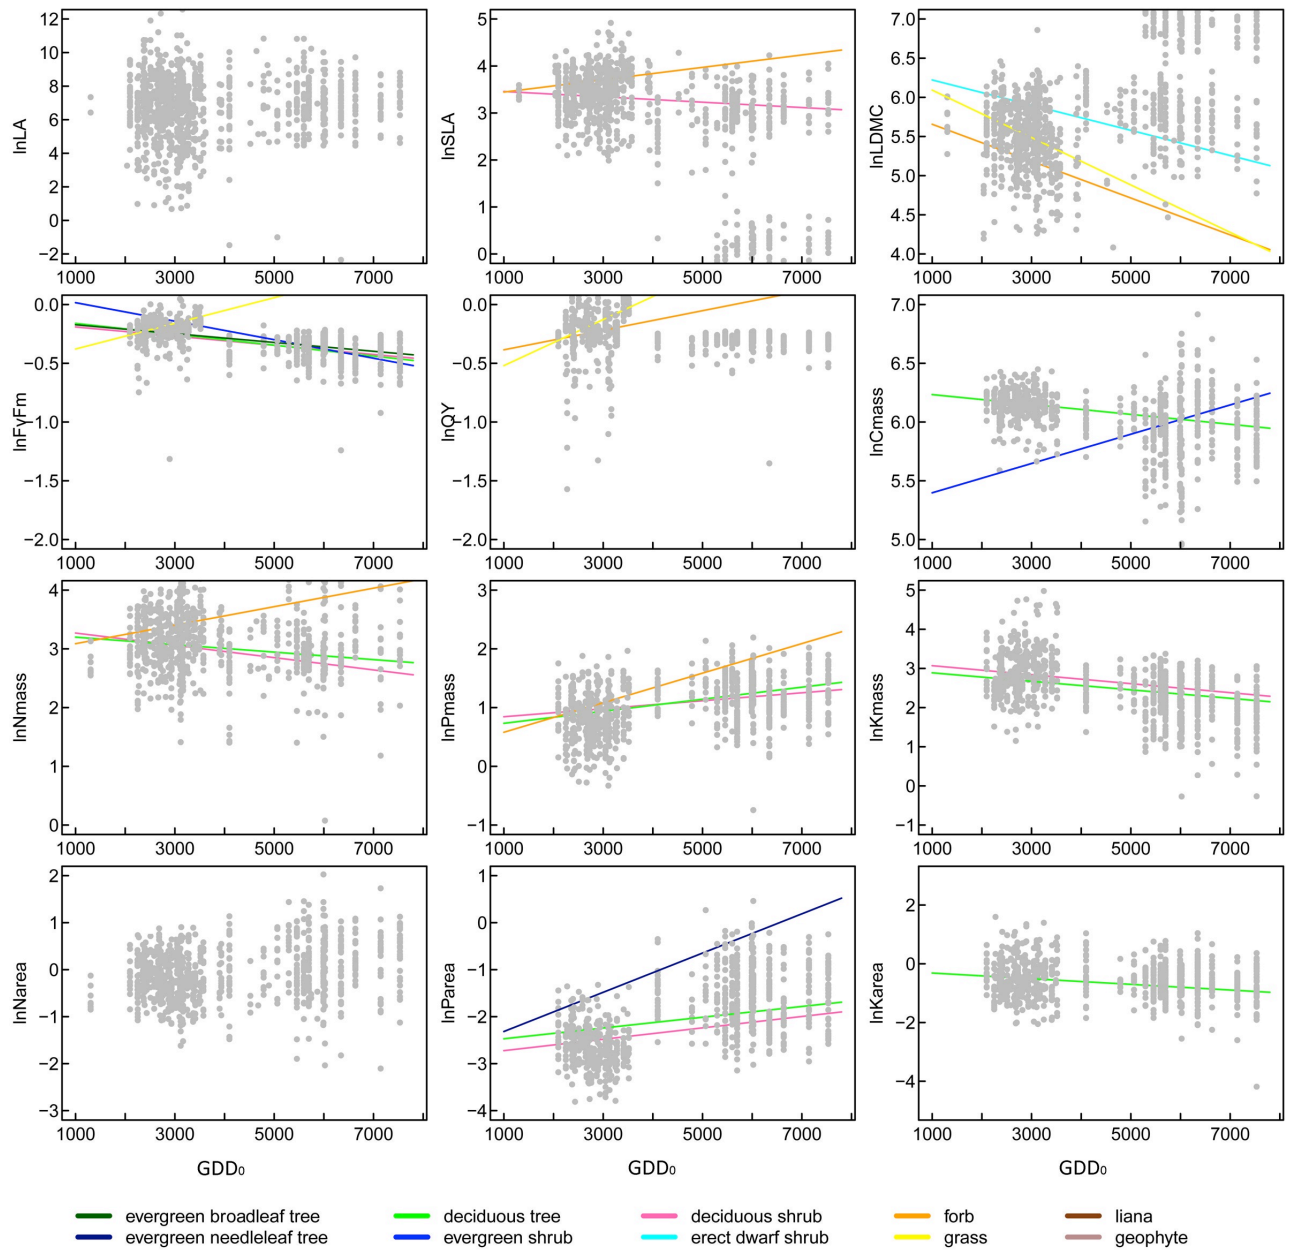 12
10
8
6
4
2
0
−2
lnLA
1000 3000 5000 7000
5
4
3
2
1
0
lnSLA
1000 3000 5000 7000
7.0
6.5
6.0
5.5
5.0
4.5
4.0
lnLDMC
1000 3000 5000 7000
0.0
−0.5
−1.0
−1.5
−2.0
lnFvFm
1000 3000 5000 7000
0.0
−0.5
−1.0
−1.5
−2.0
lnQY
1000 3000 5000 7000
7.0
6.5
6.0
5.5
5.0
lnCmass
1000 3000 5000 7000
4
3
2
1
0
lnNmass
1000 3000 5000 7000
3
2
1
0
−1
lnPmass
1000 3000 5000 7000
5
4
3
2
1
0
−1
lnKmass
1000 3000 5000 7000
2
1
0
−1
−2
−3
lnNarea
1000 3000 5000 7000
GDD₀
1
0
−1
−2
−3
−4
lnParea
1000 3000 5000 7000
GDD₀
2
0
−2
−4
lnKarea
1000 3000 5000 7000
GDD₀
evergreen broadleaf tree deciduous tree deciduous shrub forb liana
evergreen needleleaf tree evergreen shrub erect dwarf shrub grass geophyte